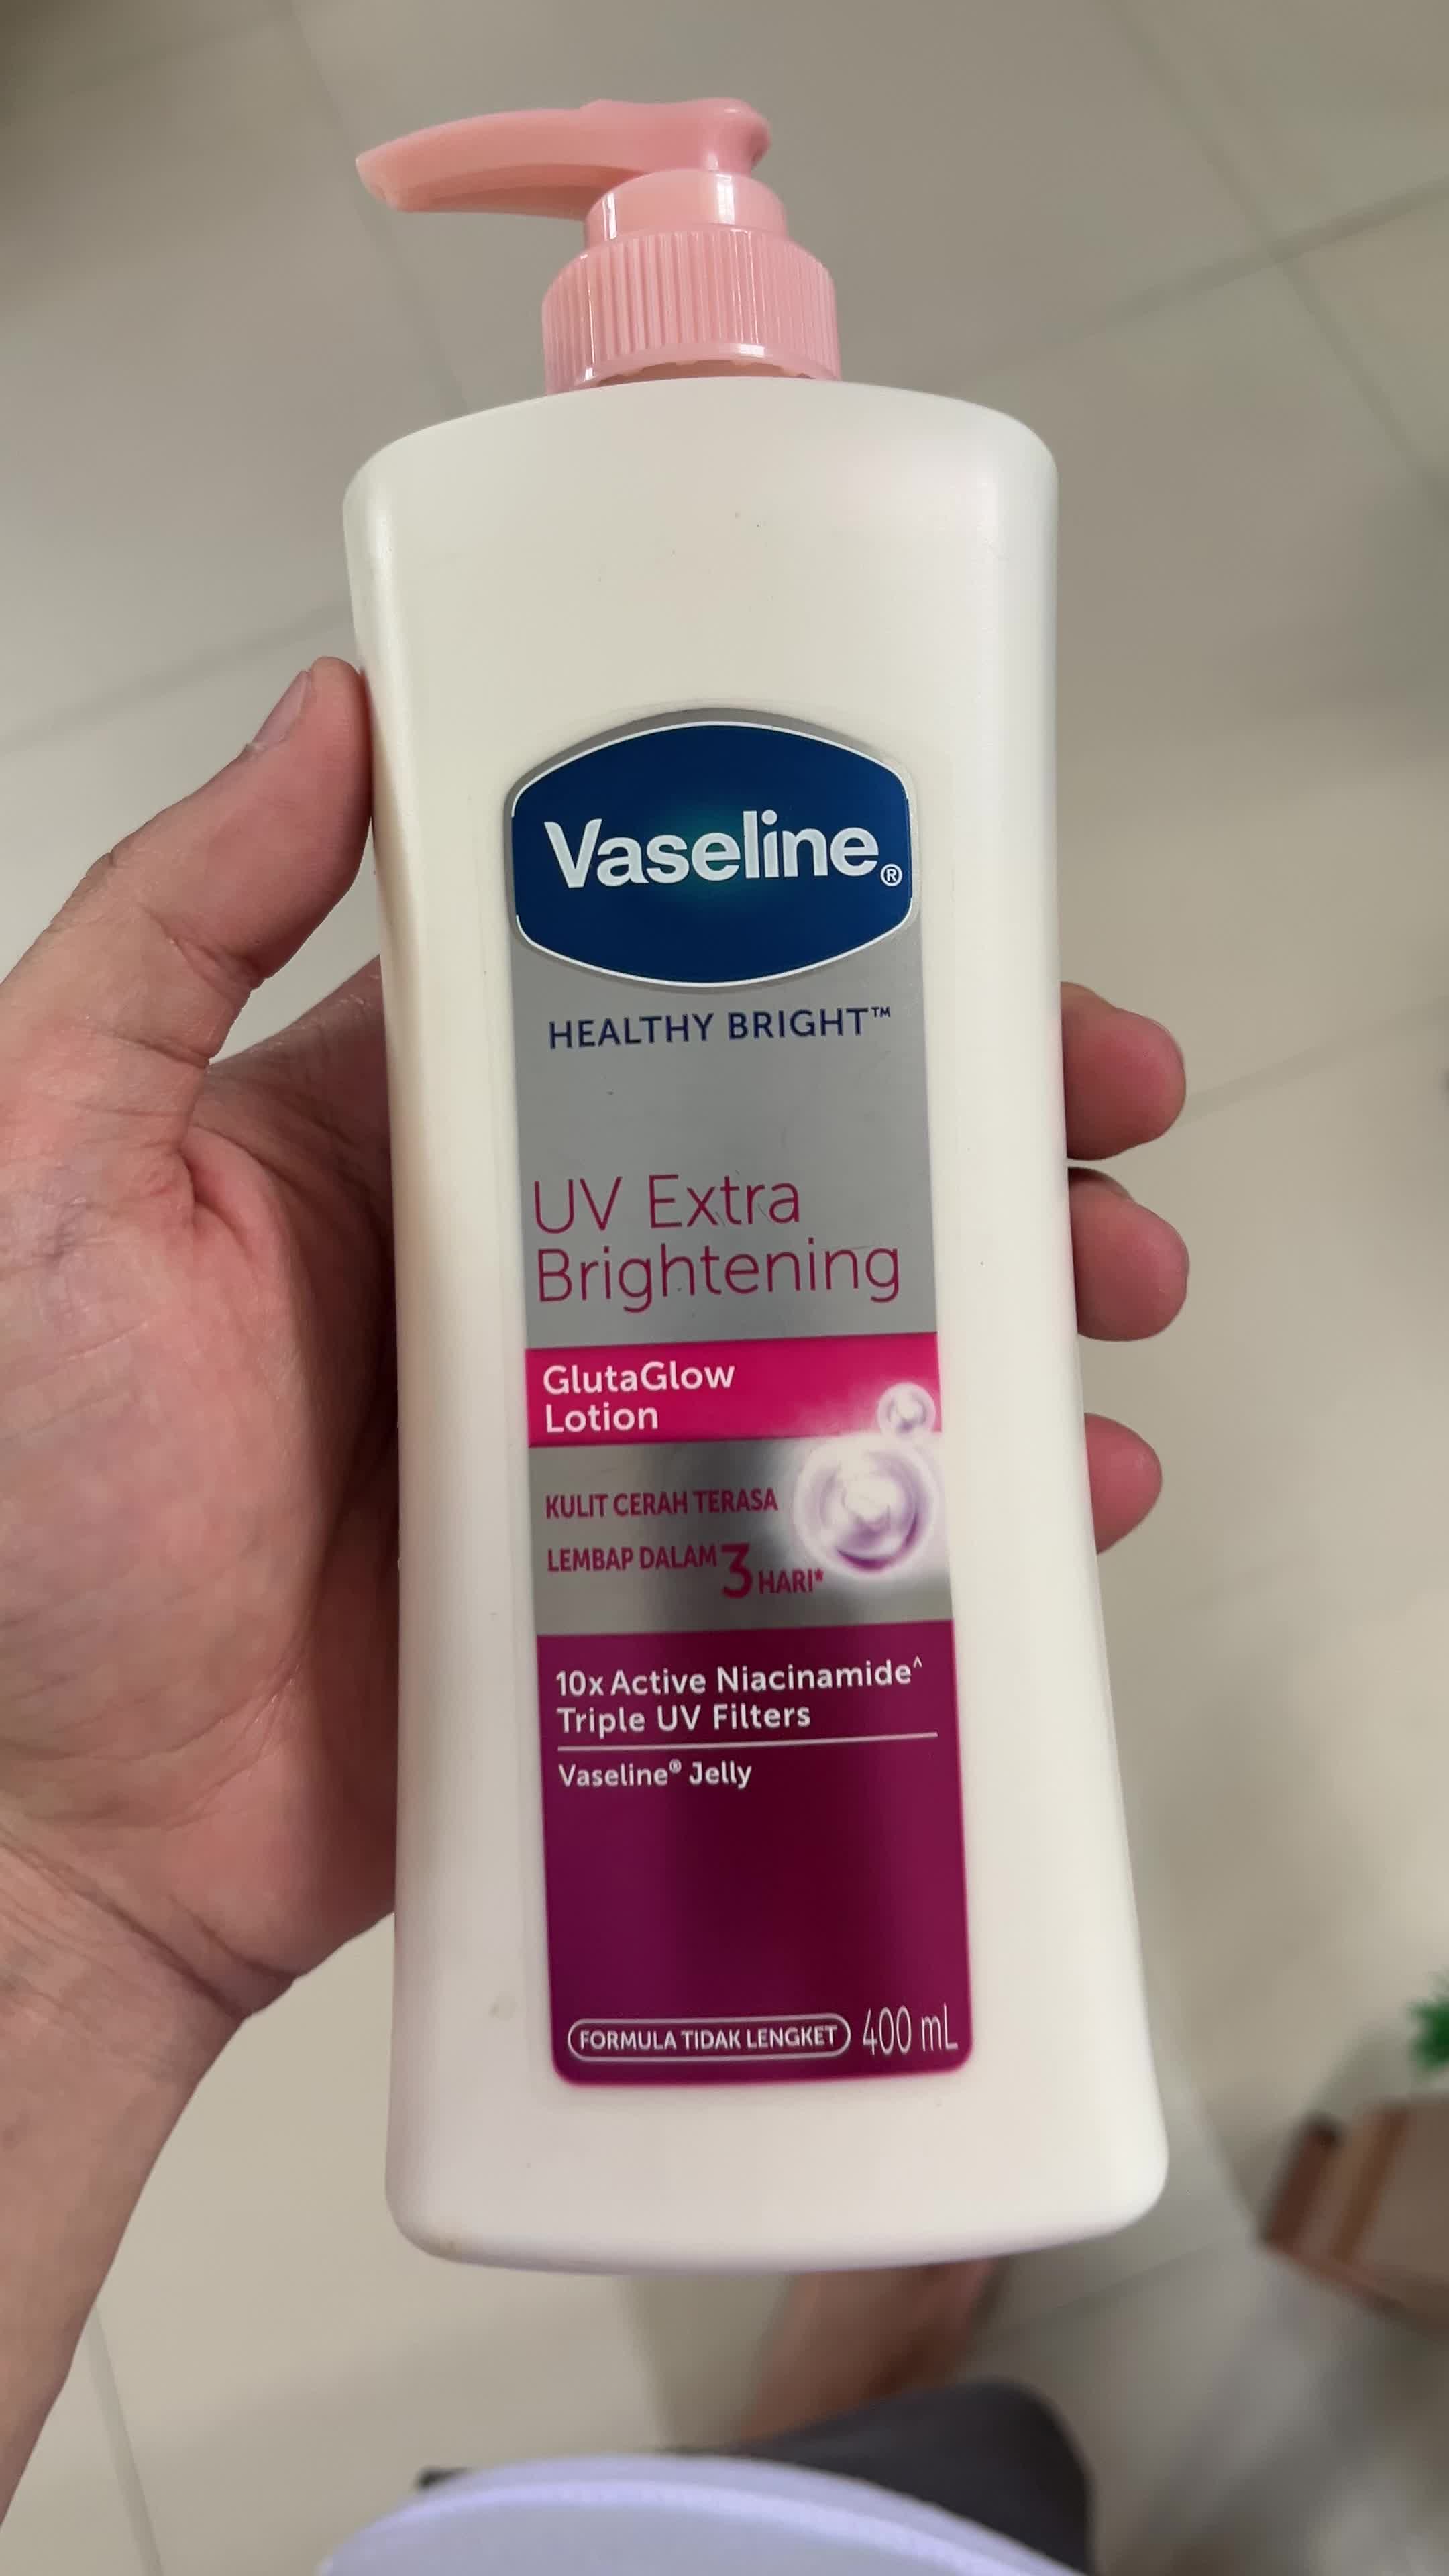 Vaseline®
HEALTHY BRIGHT™
UV Extra
Brightening
GlutaGlow
Lotion
KULIT CERAH TERASA
LEMBAP DALAM 3 HARI*
10x Active Niacinamide^
Triple UV Filters
Vaseline® Jelly
FORMULA TIDAK LENGKET 400 mL